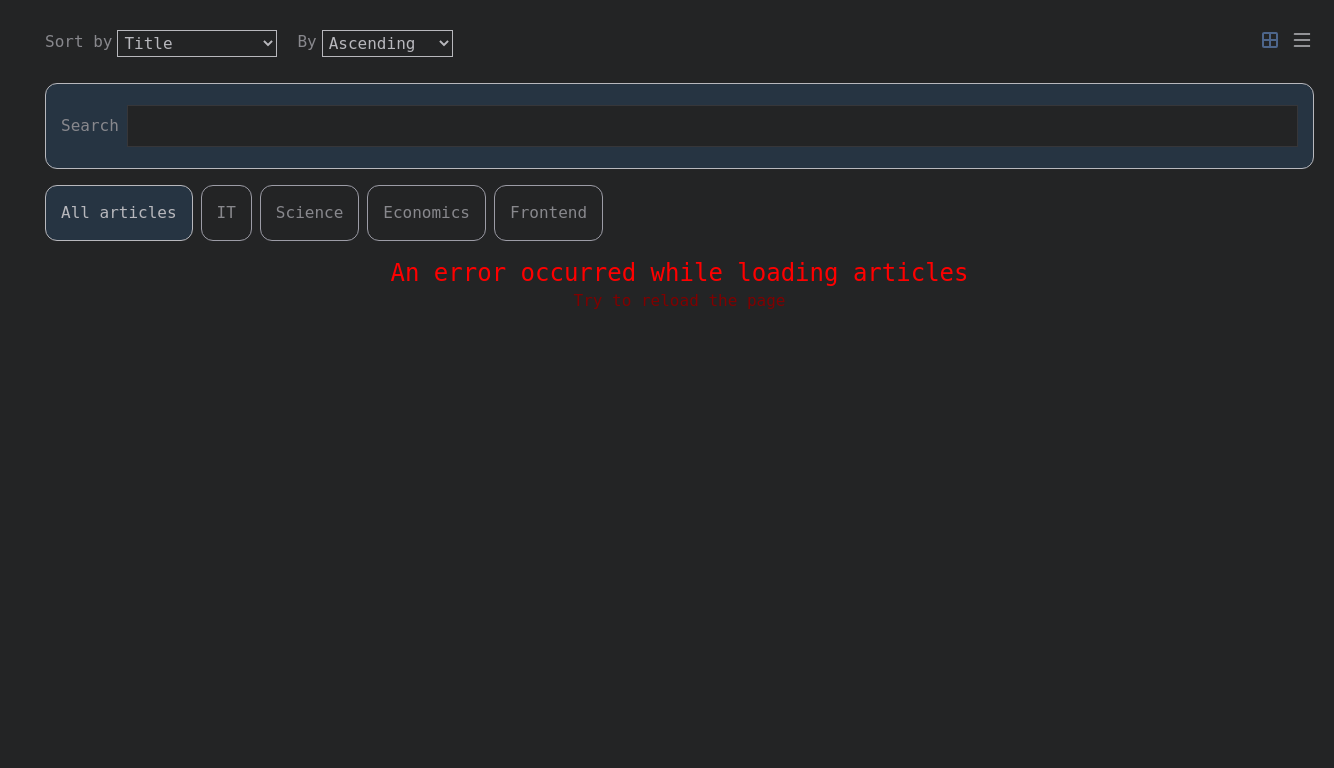 Sort by Title By Ascending
Search
All articles IT Science Economics Frontend
An error occurred while loading articles
Try to reload the page